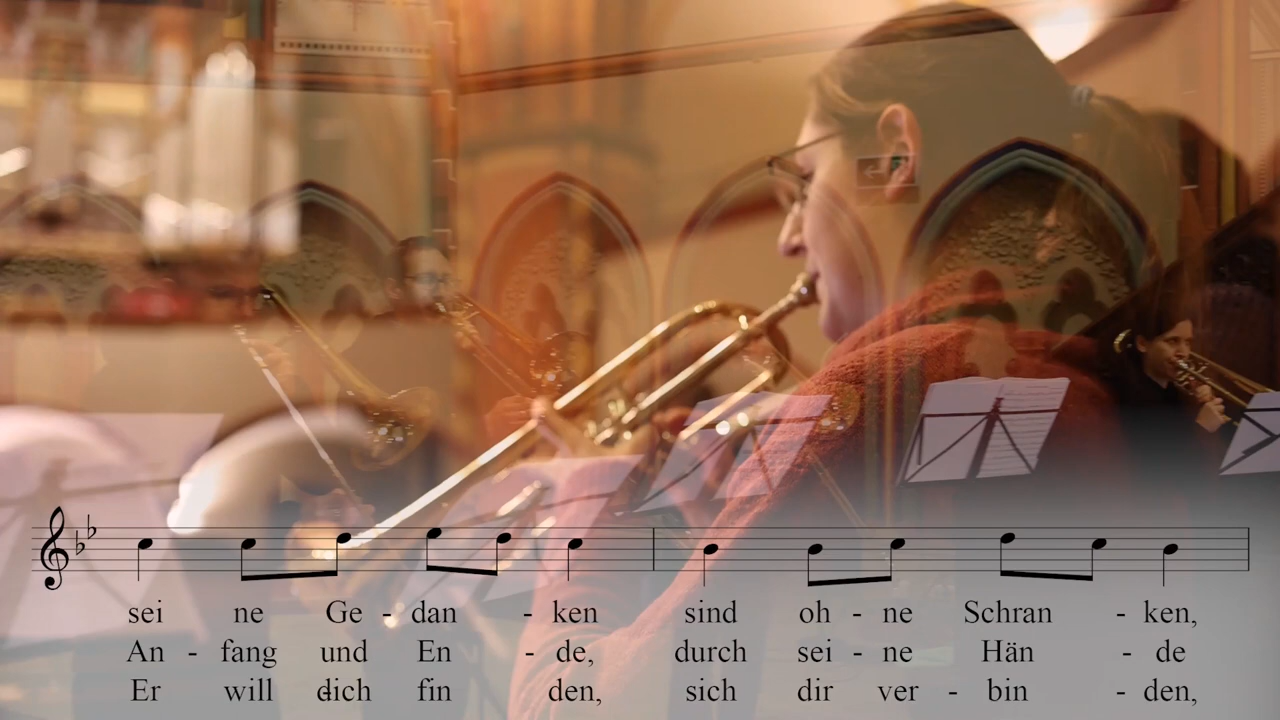 sei ne Ge - dan - ken sind oh - ne Schran - ken,
An - fang und En - de, durch sei - ne Hän - de
Er will dich fin den, sich dir ver - bin - den,